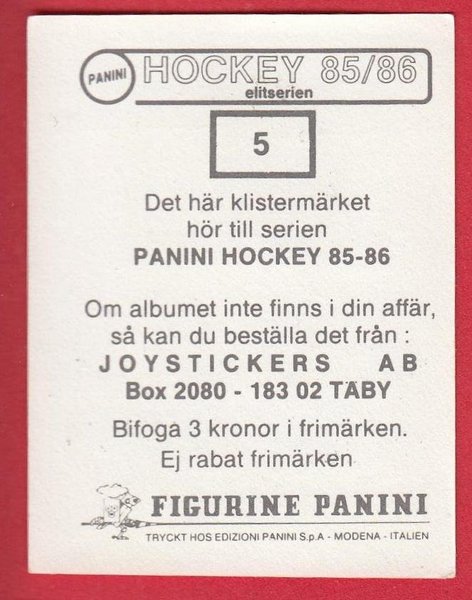 PANINI HOCKEY 85/86
elitserien
5
Det här klistermärket
hör till serien
PANINI HOCKEY 85-86
Om albumet inte finns i din affär,
så kan du beställa det från :
JOYSTICKERS AB
Box 2080 - 183 02 TÄBY
Bifoga 3 kronor i frimärken.
Ej rabat frimärken
FIGURINE PANINI
TRYCKT HOS EDIZIONI PANINI S.p.A - MODENA - ITALIEN